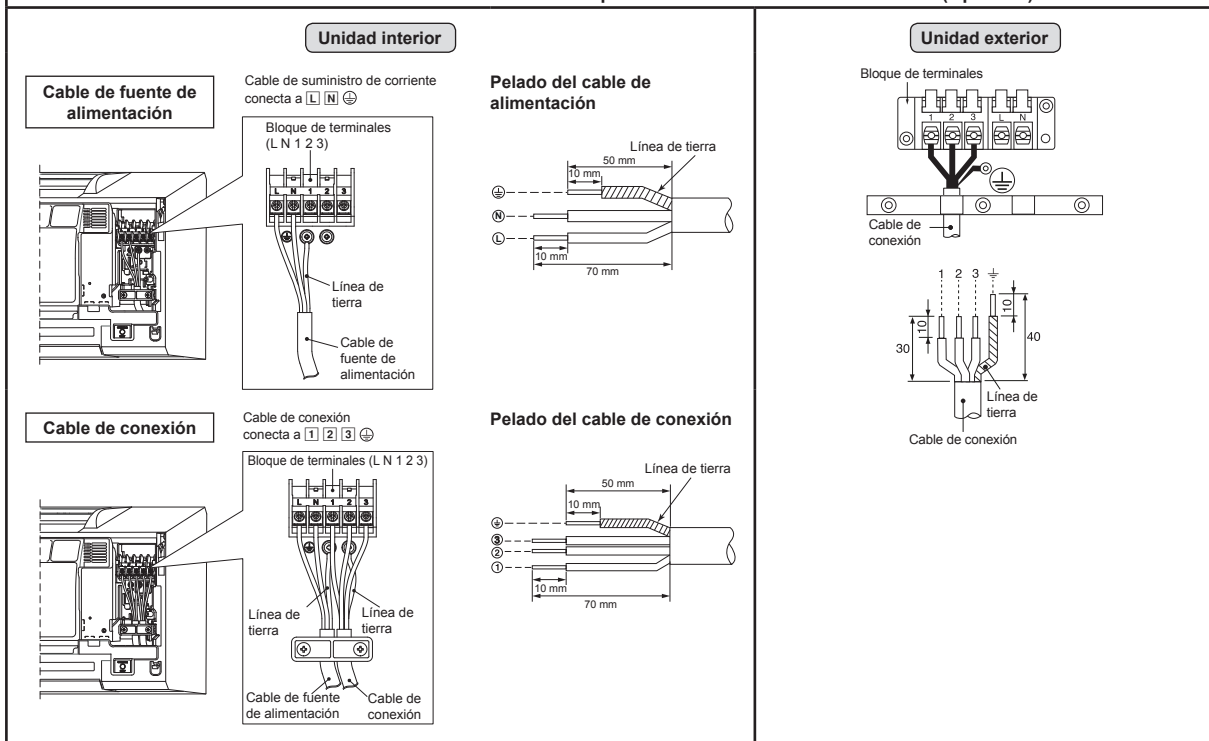 Unidad interior
Cable de fuente de
alimentación
Cable de suministro de corriente
conecta a L N
Bloque de terminales
(L N 1 2 3)
L N 1 2 3
Línea de
tierra
Cable de
fuente de
alimentación
Pelado del cable de
alimentación
Línea de tierra
50 mm
10 mm
N
L
10 mm
70 mm
Cable de conexión
Cable de conexión
conecta a 1 2 3
Bloque de terminales (L N 1 2 3)
L N 1 2 3
Línea de
tierra
Línea de
tierra
Cable de fuente
de alimentación
Cable de
conexión
Pelado del cable de conexión
Línea de tierra
50 mm
10 mm
3
2
1
10 mm
70 mm
Unidad exterior
Bloque de terminales
1 2 3 L N
Cable de
conexión
1 2 3
10
30
10
40
Línea de
tierra
Cable de conexión